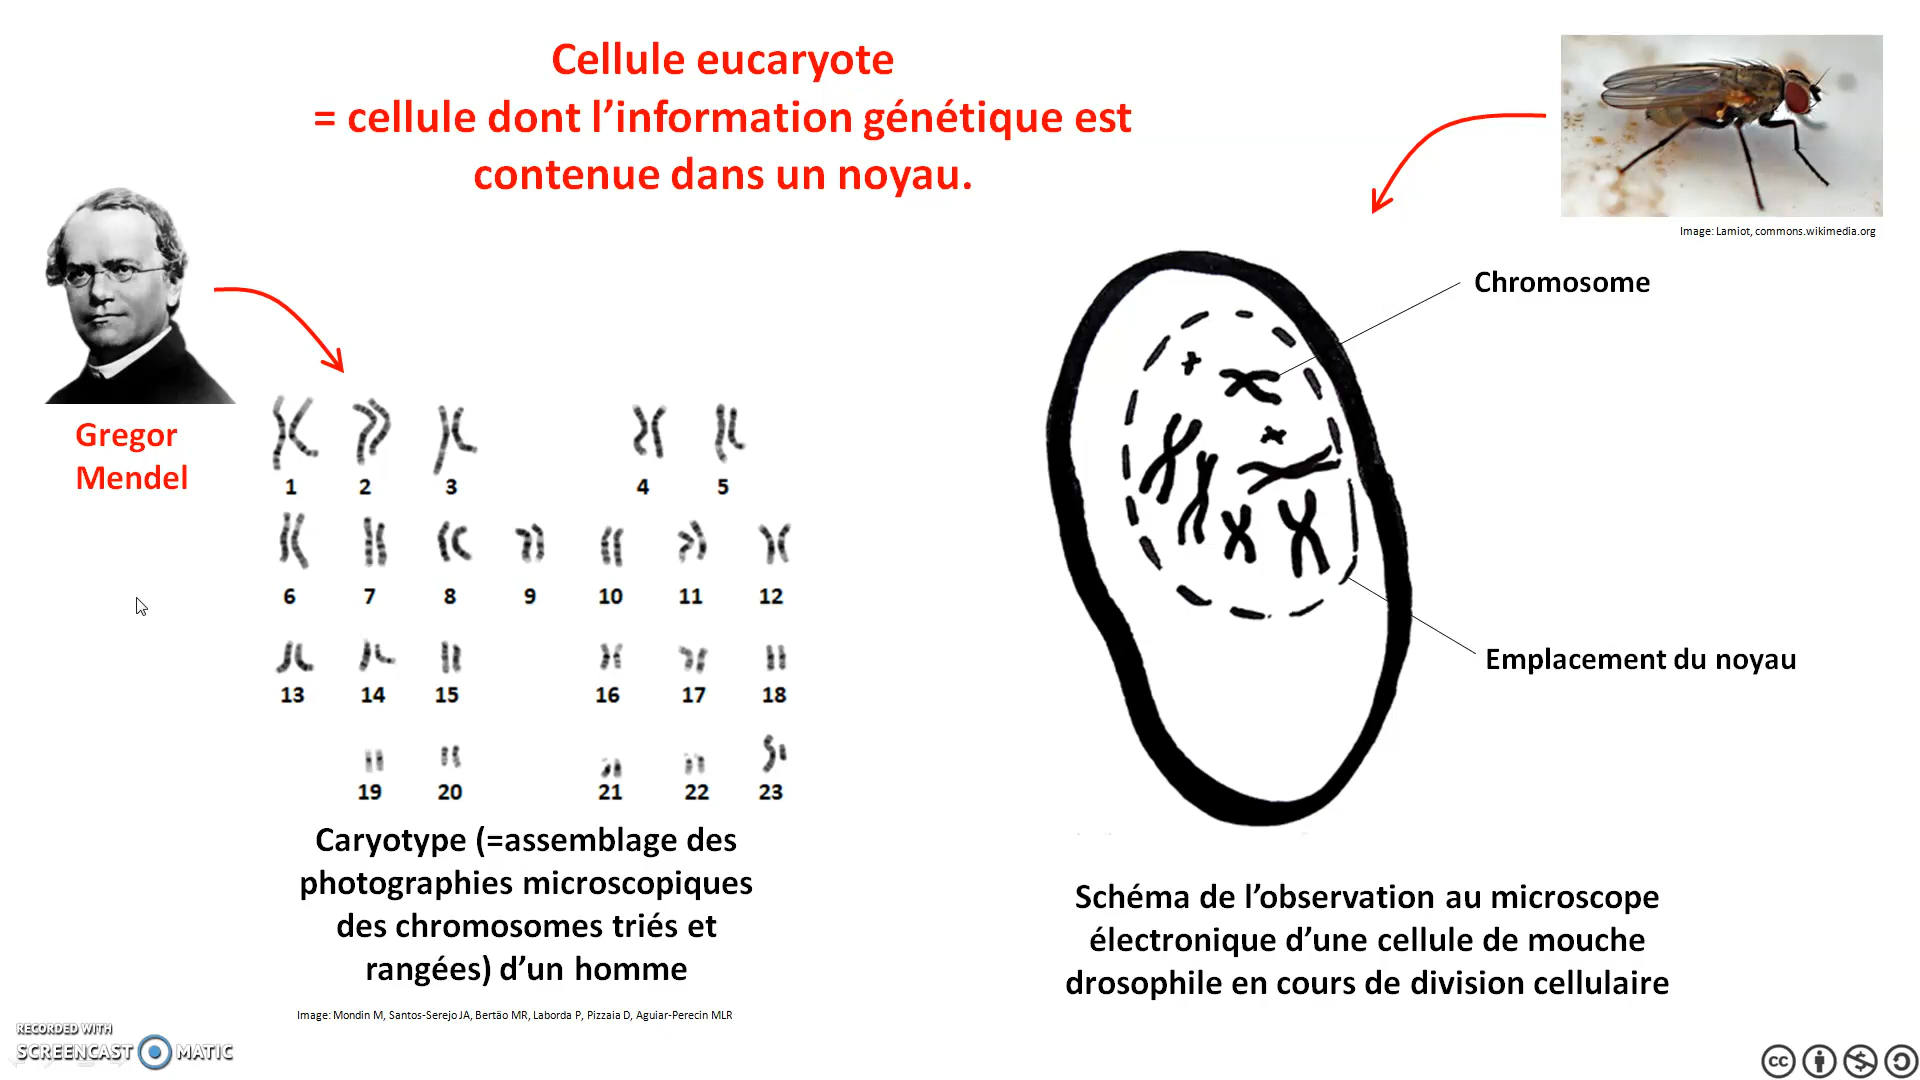 Cellule eucaryote
= cellule dont l’information génétique est
contenue dans un noyau.
Image: Lamiot, commons.wikimedia.org
Gregor
Mendel
Chromosome
1 2 3 4 5
6 7 8 9 10 11 12
13 14 15 16 17 18
19 20 21 22 23
Emplacement du noyau
Caryotype (=assemblage des
photographies microscopiques
des chromosomes triés et
rangées) d’un homme
Image: Mondin M, Santos-Serejo JA, Bertão MR, Laborda P, Pizzaia D, Aguiar-Perecin MLR
Schéma de l’observation au microscope
électronique d’une cellule de mouche
drosophile en cours de division cellulaire
RECORDED WITH
SCREENCAST MATIC
cc